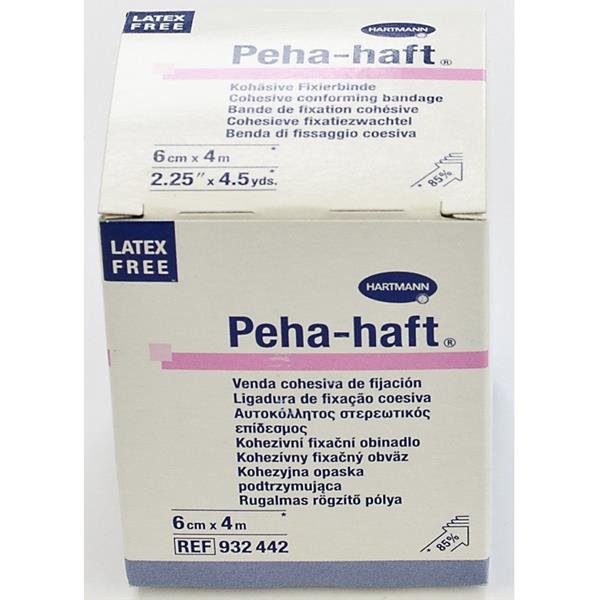 LATEX
FREE
HARTMANN
Peha-haft®
Kohäsive Fixierbinde
Cohesive conforming bandage
Bande de fixation cohésive
Cohesieve fixatiezwachtel
Benda di fissaggio coesiva
6 cm x 4 m*
2.25" x 4.5 yds.*
* 85%
LATEX
FREE
HARTMANN
Peha-haft®
Venda cohesiva de fijación
Ligadura de fixação coesiva
Αυτοκόλλητος στερεωτικός
επίδεσμος
Kohezivní fixační obinadlo
Kohezívny fixačný obväz
Kohezyjna opaska
podtrzymująca
Rugalmas rögzítő pólya
6 cm x 4 m*
REF 932 442
* 85%